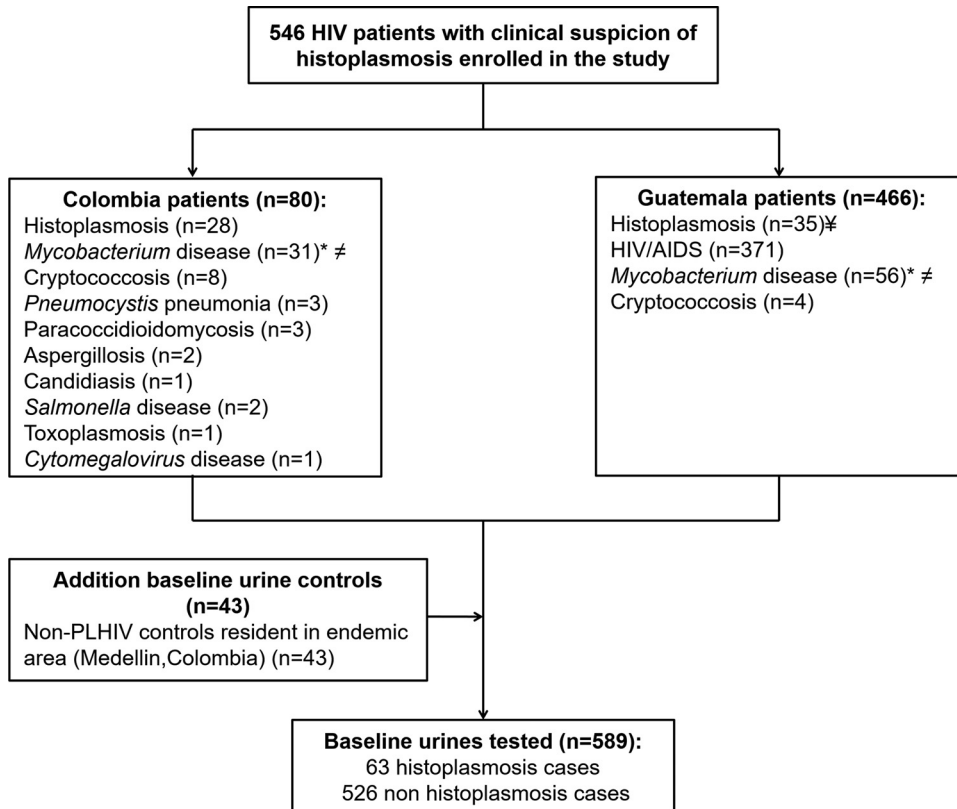 546 HIV patients with clinical suspicion of
histoplasmosis enrolled in the study
Colombia patients (n=80):
Histoplasmosis (n=28)
Mycobacterium disease (n=31)* ≠
Cryptococcosis (n=8)
Pneumocystis pneumonia (n=3)
Paracoccidioidomycosis (n=3)
Aspergillosis (n=2)
Candidiasis (n=1)
Salmonella disease (n=2)
Toxoplasmosis (n=1)
Cytomegalovirus disease (n=1)
Guatemala patients (n=466):
Histoplasmosis (n=35)¥
HIV/AIDS (n=371)
Mycobacterium disease (n=56)* ≠
Cryptococcosis (n=4)
Addition baseline urine controls
(n=43)
Non-PLHIV controls resident in endemic
area (Medellin,Colombia) (n=43)
Baseline urines tested (n=589):
63 histoplasmosis cases
526 non histoplasmosis cases